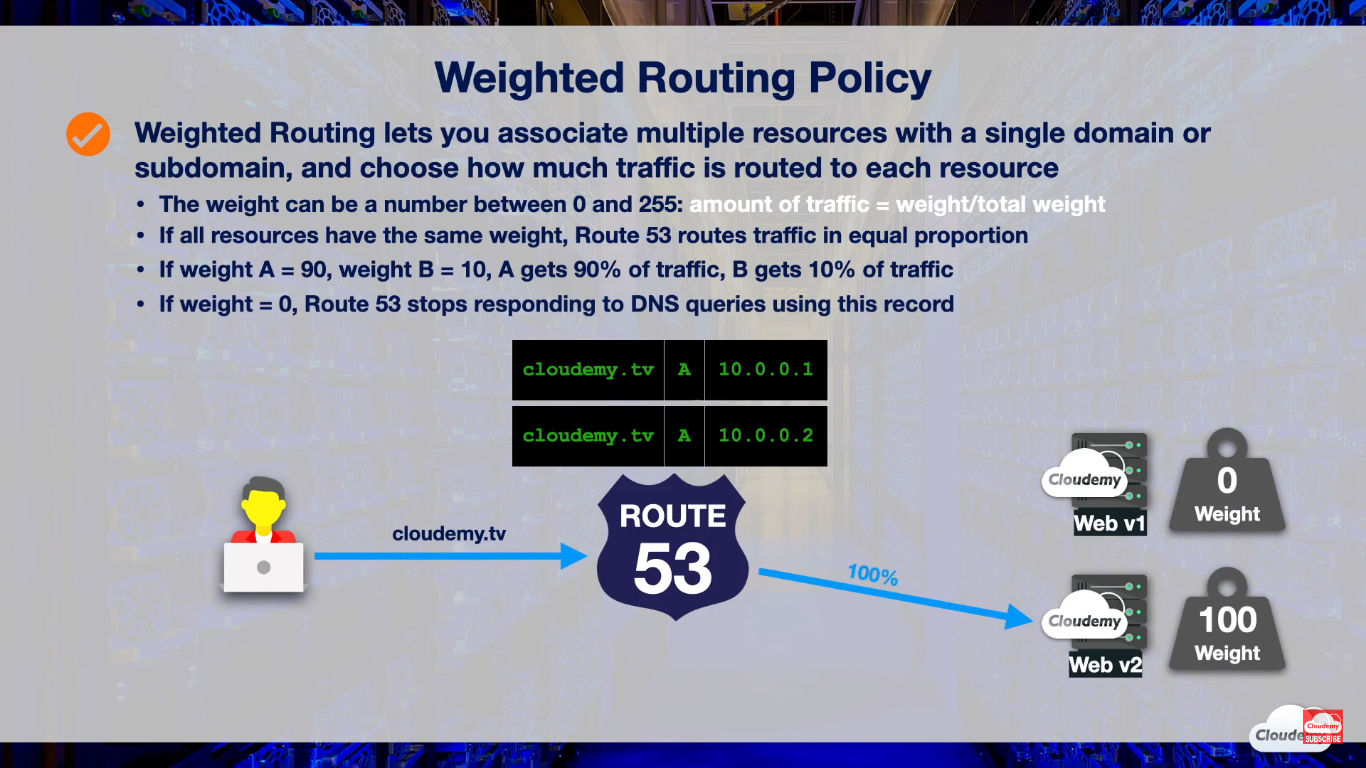 Weighted Routing Policy
Weighted Routing lets you associate multiple resources with a single domain or
subdomain, and choose how much traffic is routed to each resource
• The weight can be a number between 0 and 255: amount of traffic = weight/total weight
• If all resources have the same weight, Route 53 routes traffic in equal proportion
• If weight A = 90, weight B = 10, A gets 90% of traffic, B gets 10% of traffic
• If weight = 0, Route 53 stops responding to DNS queries using this record
cloudemy.tv A 10.0.0.1
cloudemy.tv A 10.0.0.2
cloudemy.tv
ROUTE
53
100%
Cloudemy
Web v1
0
Weight
Cloudemy
Web v2
100
Weight
Cloudemy
SUBSCRIBE